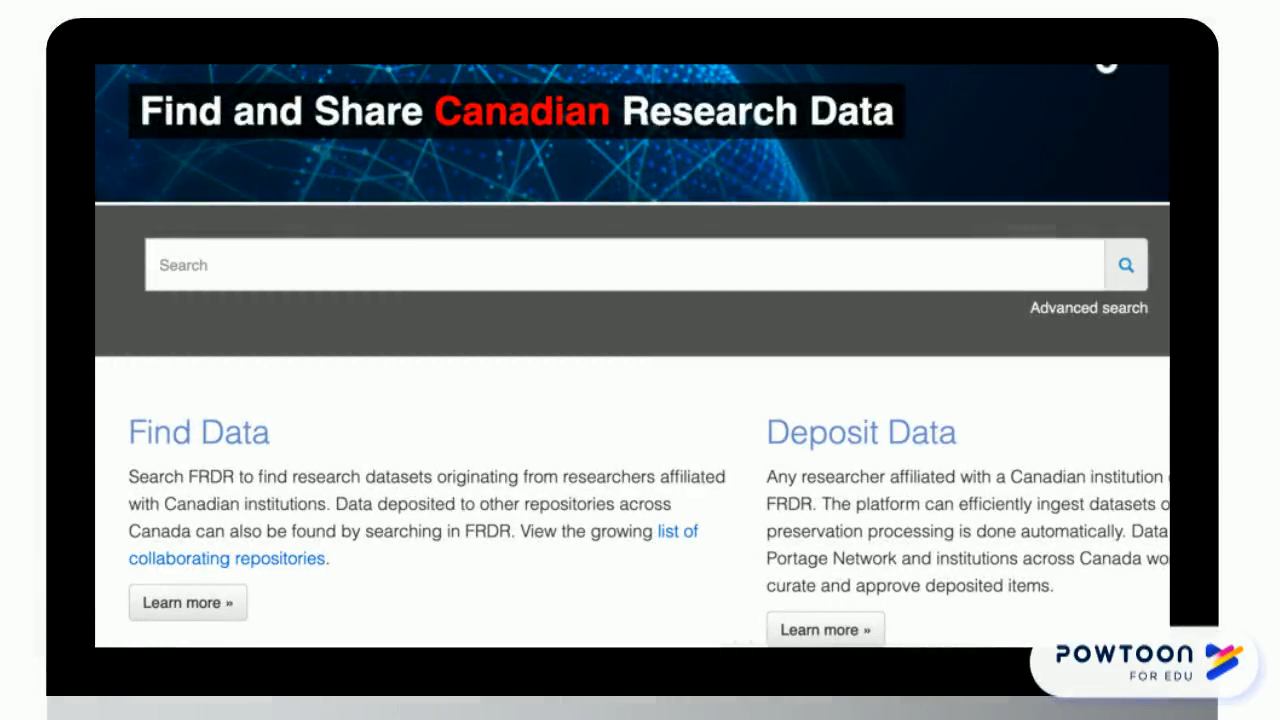 Find and Share Canadian Research Data
Search
Advanced search
Find Data
Search FRDR to find research datasets originating from researchers affiliated
with Canadian institutions. Data deposited to other repositories across
Canada can also be found by searching in FRDR. View the growing list of
collaborating repositories.
Learn more »
Deposit Data
Any researcher affiliated with a Canadian institution
FRDR. The platform can efficiently ingest datasets
preservation processing is done automatically. Data
Portage Network and institutions across Canada
curate and approve deposited items.
Learn more »
POWTOON
FOR EDU